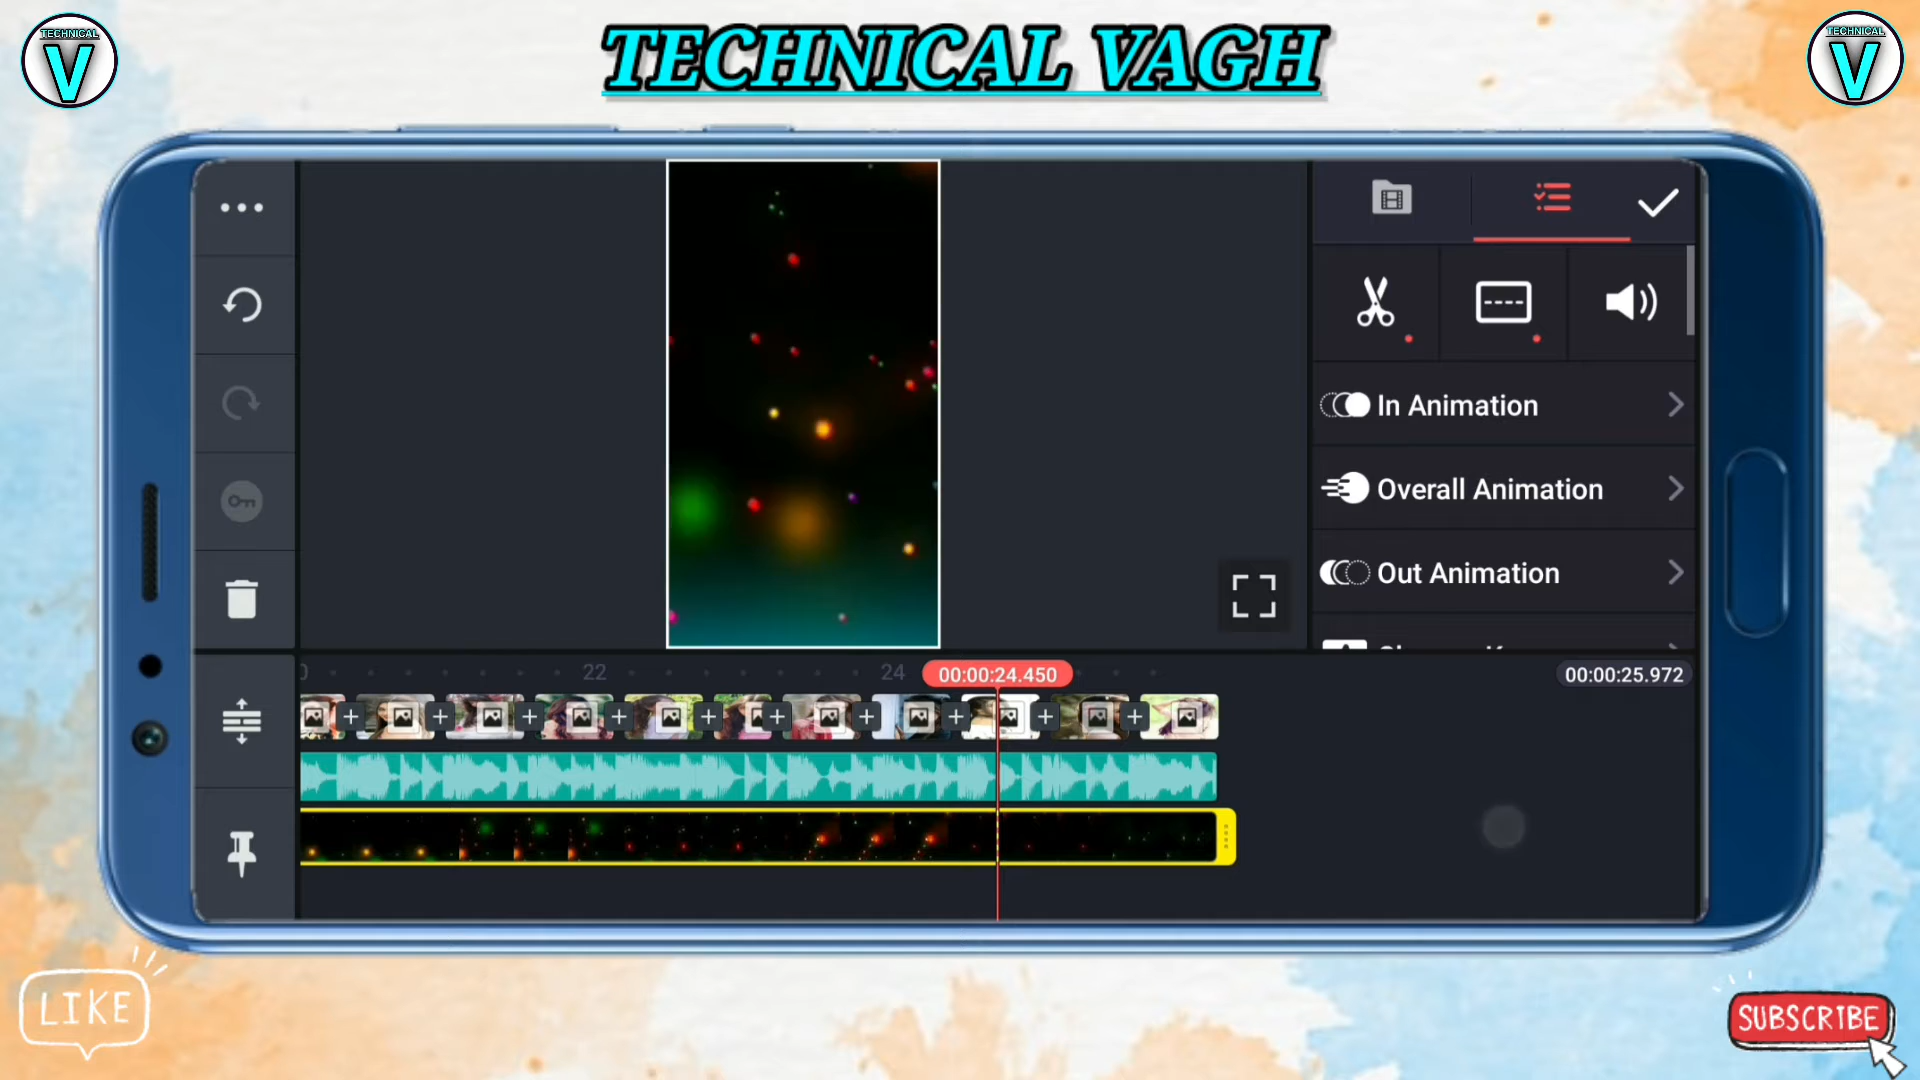 TECHNICAL
V
TECHNICAL VAGH
TECHNICAL
V
In Animation
Overall Animation
Out Animation
22
24
00:00:24.450
00:00:25.972
LIKE
SUBSCRIBE